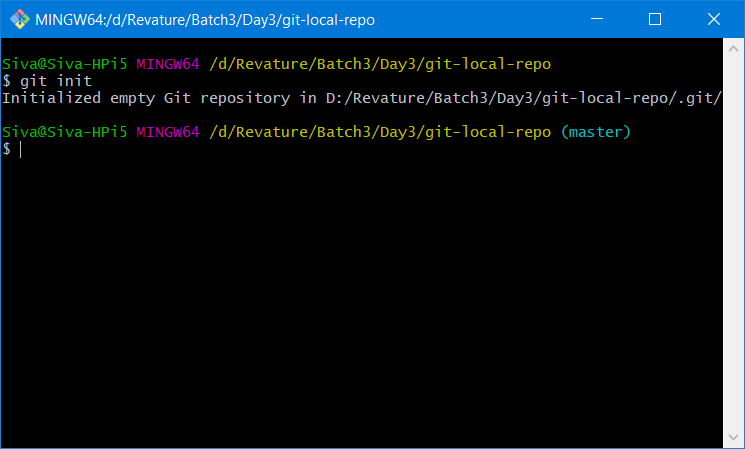 MINGW64:/d/Revature/Batch3/Day3/git-local-repo
Siva@Siva-HPi5 MINGW64 /d/Revature/Batch3/Day3/git-local-repo
$ git init
Initialized empty Git repository in D:/Revature/Batch3/Day3/git-local-repo/.git/
Siva@Siva-HPi5 MINGW64 /d/Revature/Batch3/Day3/git-local-repo (master)
$